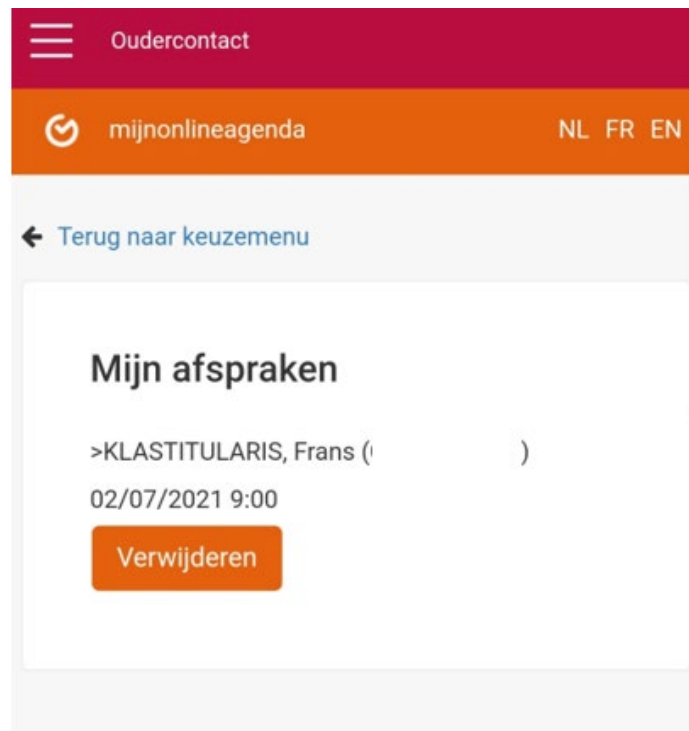 Oudercontact
mijnonlineagenda NL FR EN
Terug naar keuzemenu
Mijn afspraken
>KLASTITULARIS, Frans ( )
02/07/2021 9:00
Verwijderen